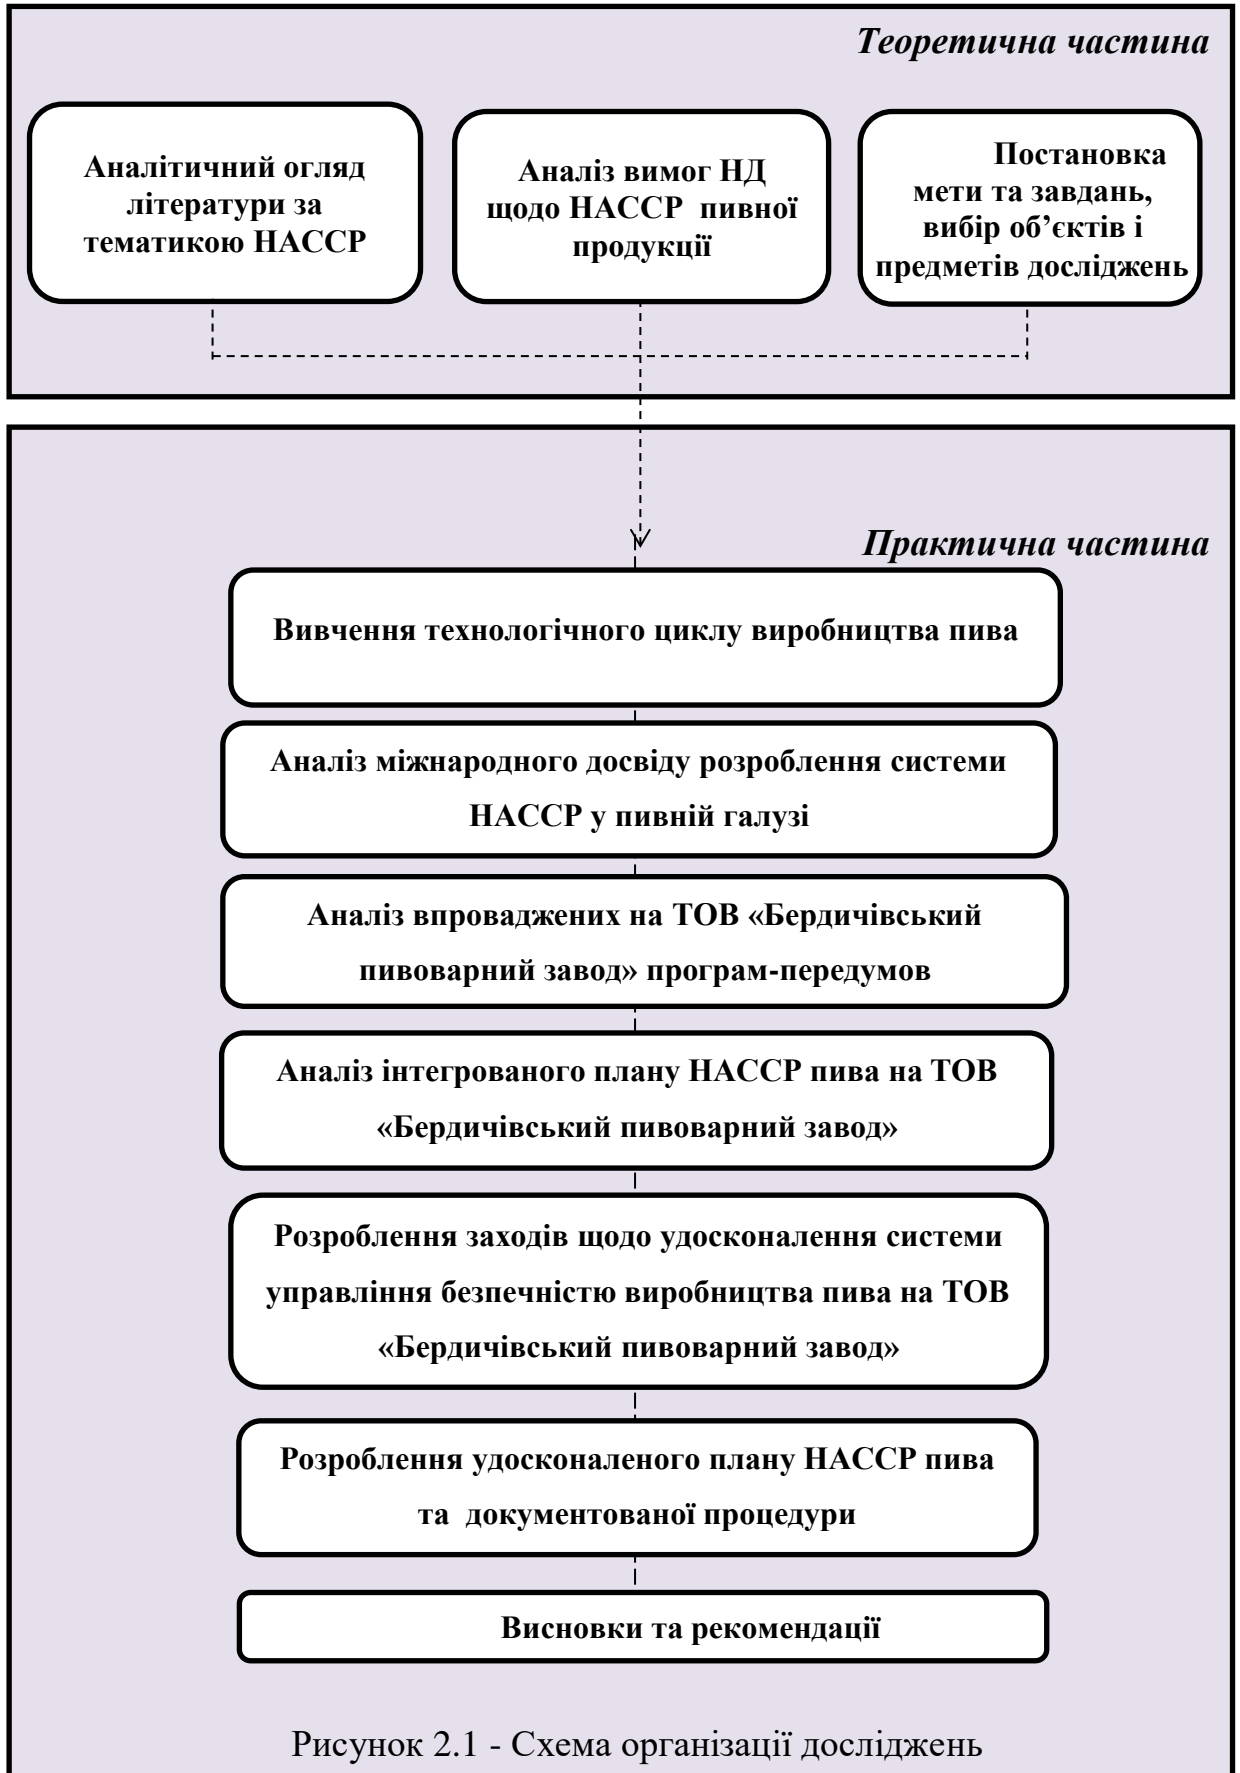 Теоретична частина
Аналітичний огляд
літератури за
тематикою НАССР
Аналіз вимог НД
щодо НАССР пивної
продукції
Постановка
мети та завдань,
вибір об’єктів і
предметів досліджень
Практична частина
Вивчення технологічного циклу виробництва пива
Аналіз міжнародного досвіду розроблення системи
НАССР у пивній галузі
Аналіз впроваджених на ТОВ «Бердичівський
пивоварний завод» програм-передумов
Аналіз інтегрованого плану НАССР пива на ТОВ
«Бердичівський пивоварний завод»
Розроблення заходів щодо удосконалення системи
управління безпечністю виробництва пива на ТОВ
«Бердичівський пивоварний завод»
Розроблення удосконаленого плану НАССР пива
та документованої процедури
Висновки та рекомендації
Рисунок 2.1 - Схема організації досліджень